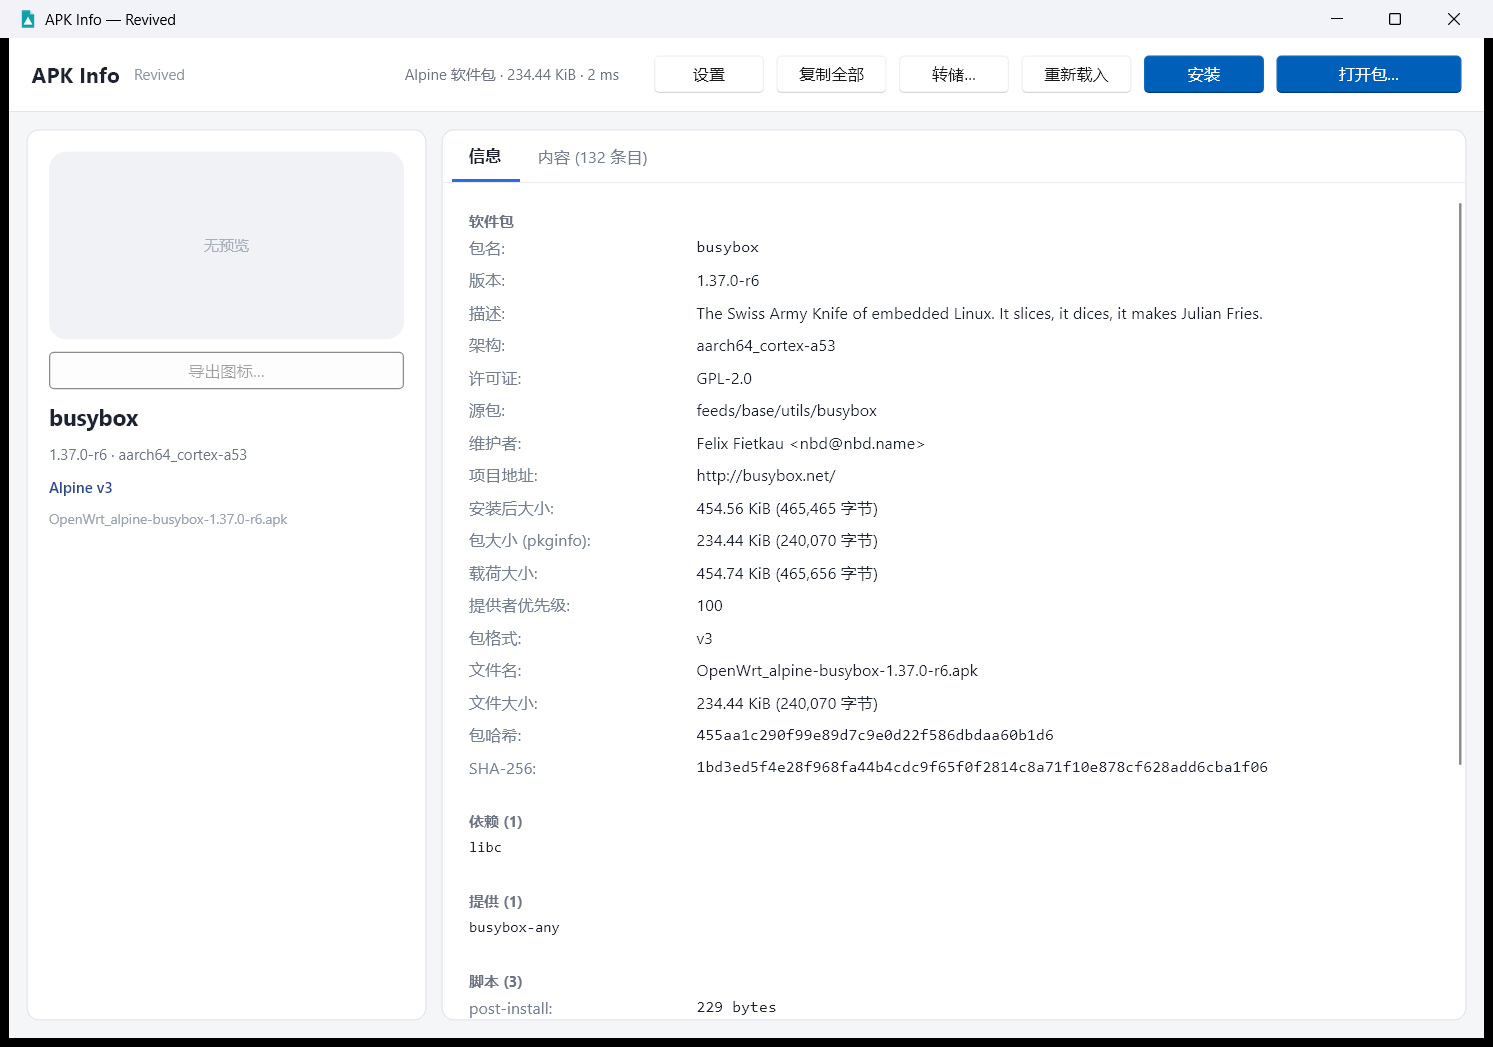 APK Info — Revived
APK Info Revived
Alpine 软件包 · 234.44 KiB · 2 ms
设置
复制全部
转储...
重新载入
安装
打开包...
无预览
导出图标...
busybox
1.37.0-r6 · aarch64_cortex-a53
Alpine v3
OpenWrt_alpine-busybox-1.37.0-r6.apk
信息
内容 (132 条目)
软件包
包名: busybox
版本: 1.37.0-r6
描述: The Swiss Army Knife of embedded Linux. It slices, it dices, it makes Julian Fries.
架构: aarch64_cortex-a53
许可证: GPL-2.0
源包: feeds/base/utils/busybox
维护者: Felix Fietkau <nbd@nbd.name>
项目地址: http://busybox.net/
安装后大小: 454.56 KiB (465,465 字节)
包大小 (pkginfo): 234.44 KiB (240,070 字节)
载荷大小: 454.74 KiB (465,656 字节)
提供者优先级: 100
包格式: v3
文件名: OpenWrt_alpine-busybox-1.37.0-r6.apk
文件大小: 234.44 KiB (240,070 字节)
包哈希: 455aa1c290f99e89d7c9e0d22f586dbdaa60b1d6
SHA-256: 1bd3ed5f4e28f968fa44b4cdc9f65f0f2814c8a71f10e878cf628add6cba1f06
依赖 (1)
libc
提供 (1)
busybox-any
脚本 (3)
post-install: 229 bytes